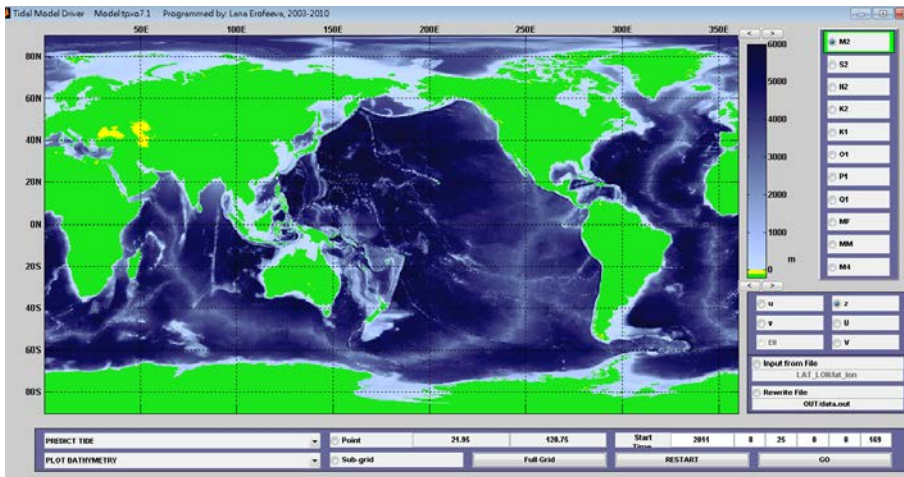 Tidal Model Driver Model:tpxo7.1 Programmed by: Lana Erofeeva, 2003-2010
50E 100E 150E 200E 250E 300E 350E
80N
60N
40N
20N
0N
20S
40S
60S
80S
< >
6000
5000
4000
3000
2000
1000
0
m
< >
M2
S2
N2
K2
K1
O1
P1
Q1
MF
MM
M4
u z
v U
Ell V
Input from File
LAT_LON/lat_lon
Rewrite File
OUT/data.out
PREDICT TIDE Point 21.95 120.75 Start Time 2011 8 25 0 0 169
PLOT BATHYMETRY Sub-grid Full Grid RESTART GO